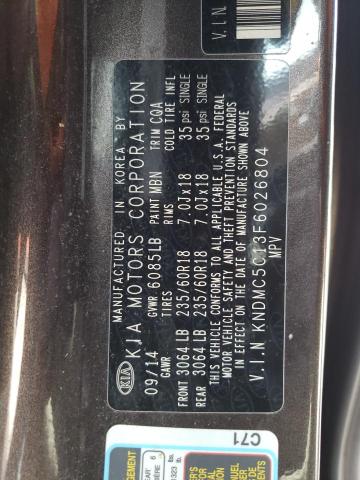 MANUFACTURED IN KOREA BY
KIA KIA MOTORS CORPORATION
09/14 GVWR 6085LB PAINT MBN TRIM CQA
GAWR TIRES RIMS COLD TIRE INFL
FRONT 3064LB 235/60R18 7.0JX18 35 psi SINGLE
REAR 3064LB 235/60R18 7.0JX18 35 psi SINGLE
THIS VEHICLE CONFORMS TO ALL APPLICABLE U.S.A. FEDERAL
MOTOR VEHICLE SAFETY AND THEFT PREVENTION STANDARDS
IN EFFECT ON THE DATE OF MANUFACTURE SHOWN ABOVE
V.I.N KNDMC5C13F6026804
MPV
V.I.N
C71